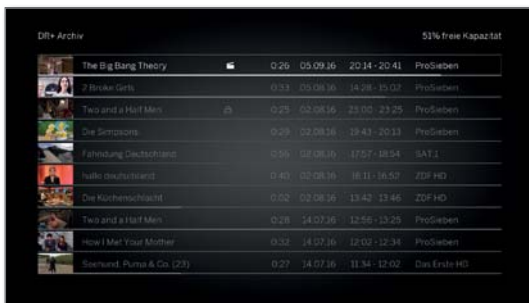 DR+ Archiv 51% freie Kapazität
The Big Bang Theory 0:26 05.09.16 20:14 - 20:41 ProSieben
2 Broke Girls 0:33 05.08.16 14:28 - 15:02 ProSieben
Two and a Half Men 0:25 02.08.16 23:00 - 23:25 ProSieben
Die Simpsons 0:29 02.08.16 19:43 - 20:13 ProSieben
Fahndung Deutschland 0:56 02.08.16 17:57 - 18:54 SAT.1
hallo deutschland 0:40 02.08.16 16:11 - 16:52 ZDF HD
Die Küchenschlacht 0:02 02.08.16 13:42 - 13:46 ZDF HD
Two and a Half Men 0:28 14.07.16 12:56 - 13:25 ProSieben
How I Met Your Mother 0:32 14.07.16 12:02 - 12:34 ProSieben
Seehund, Puma & Co. (23) 0:27 14.07.16 11:34 - 12:02 Das Erste HD